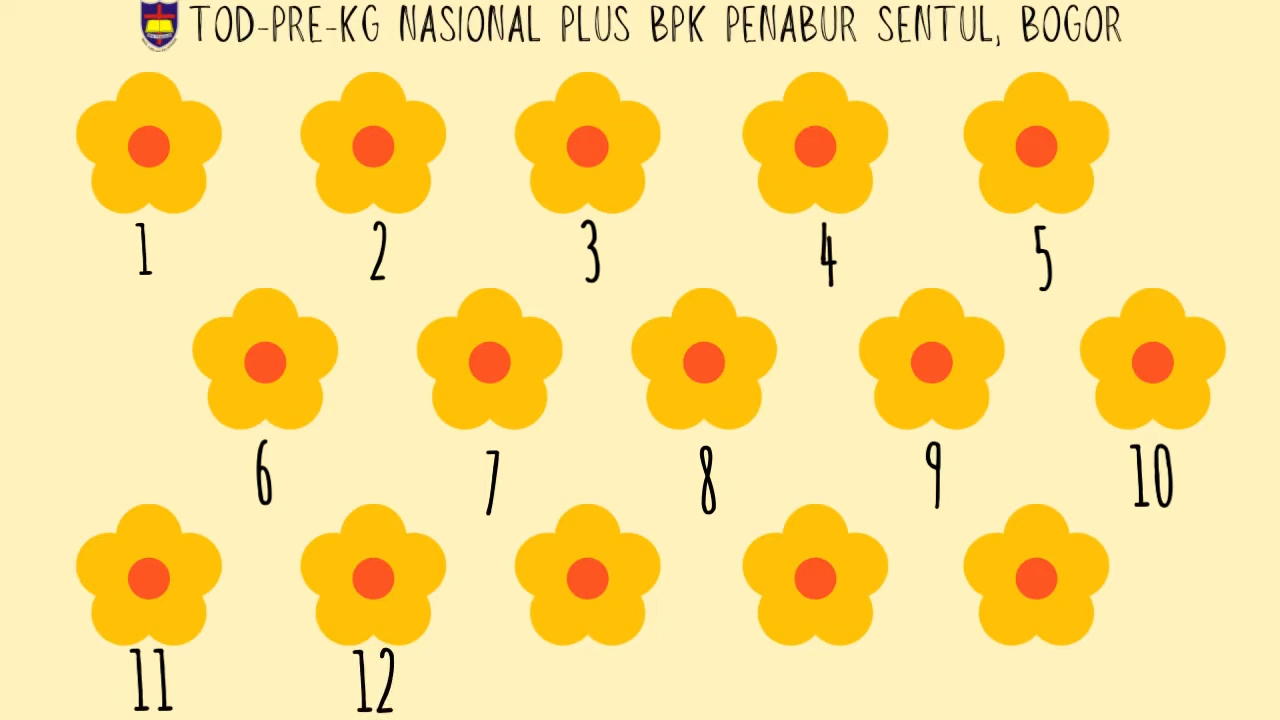 TOD-PRE-KG NASIONAL PLUS BPK PENABUR SENTUL, BOGOR
1 2 3 4 5
6 7 8 9 10
11 12